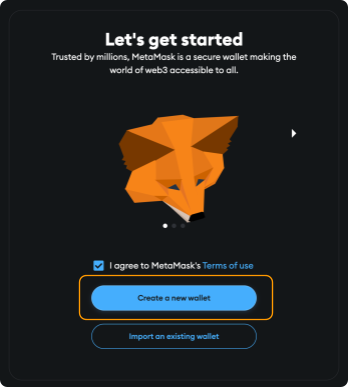 Let's get started
Trusted by millions, MetaMask is a secure wallet making the
world of web3 accessible to all.
I agree to MetaMask's Terms of use
Create a new wallet
Import an existing wallet